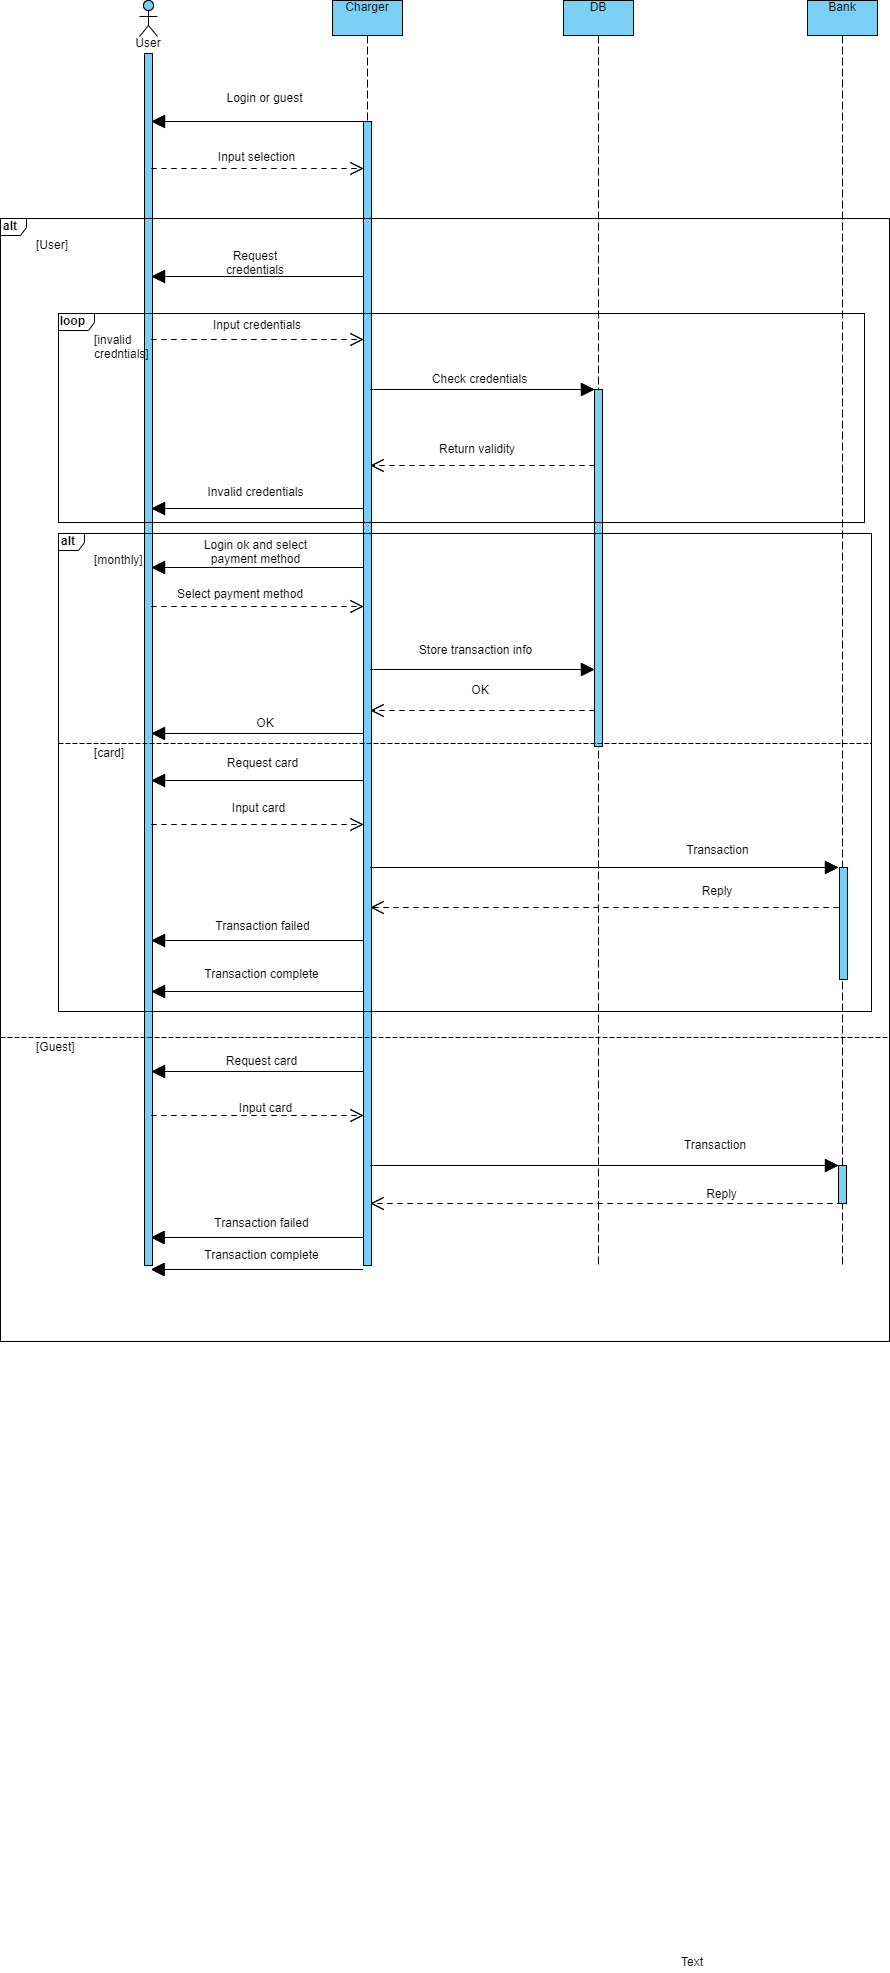 Charger
DB
Bank
User
Login or guest
Input selection
alt
[User]
Request
credentials
loop
Input credentials
[invalid
credntials]
Check credentials
Return validity
Invalid credentials
alt
Login ok and select
payment method
[monthly]
Select payment method
Store transaction info
OK
OK
[card]
Request card
Input card
Transaction
Reply
Transaction failed
Transaction complete
[Guest]
Request card
Input card
Transaction
Reply
Transaction failed
Transaction complete
Text